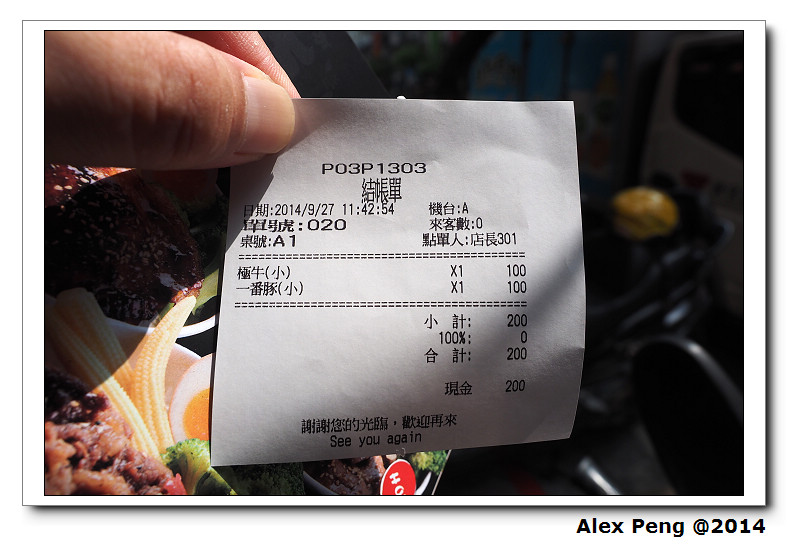 P03P1303
結帳單
日期:2014/9/27 11:42:54 機台:A
單號:020 來客數:0
桌號:A1 點單人:店長301
極牛(小) X1 100
一番豚(小) X1 100
小 計: 200
100%: 0
合 計: 200
現金 200
謝謝您的光臨，歡迎再來
See you again
HO
Alex Peng @2014